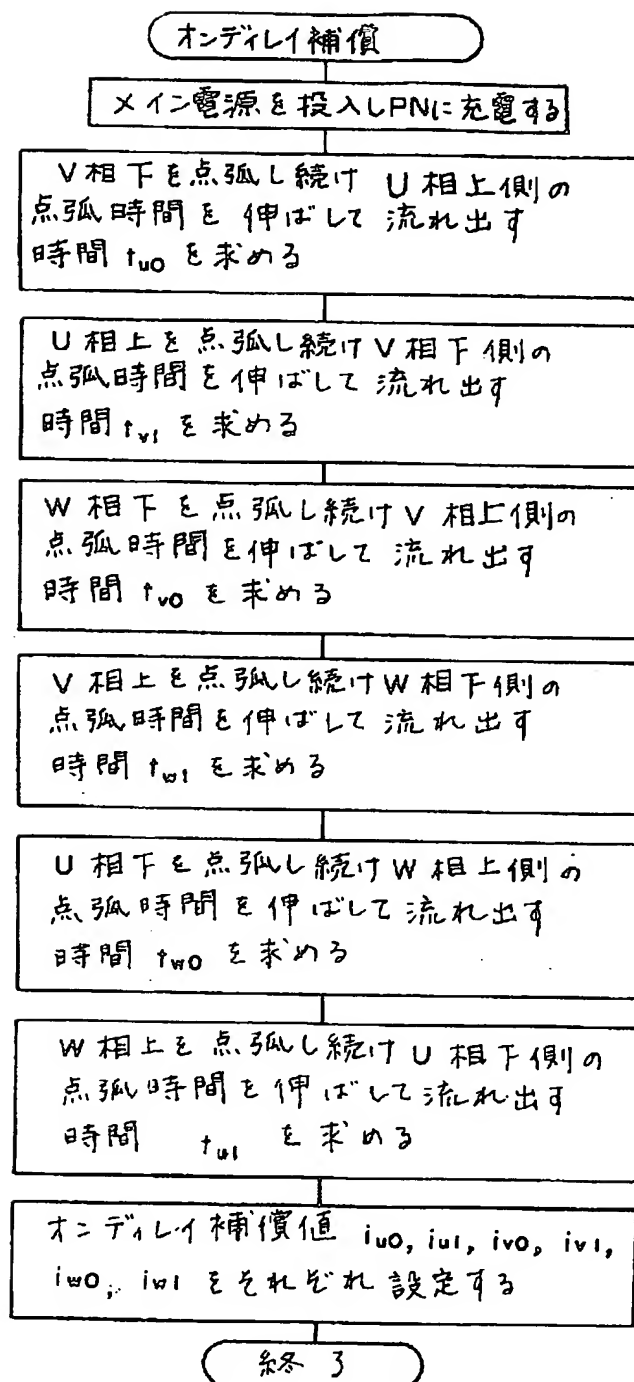 オンディレイ補償
メイン電源を投入しPNに充電する
V相下を点弧し続け U相上側の
点弧時間を伸ばして流れ出す
時間 tu0 を求める
U相上を点弧し続けV相下側の
点弧時間を伸ばして流れ出す
時間 tv1 を求める
W相下を点弧し続けV相上側の
点弧時間を伸ばして流れ出す
時間 tv0 を求める
V相上を点弧し続けW相下側の
点弧時間を伸ばして流れ出す
時間 tw1 を求める
U相下を点弧し続けW相上側の
点弧時間を伸ばして流れ出す
時間 tw0 を求める
W相上を点弧し続けU相下側の
点弧時間を伸ばして流れ出す
時間 tu1 を求める
オンディレイ補償値 iu0, iu1, iv0, iv1,
iw0, iw1 をそれぞれ設定する
終了